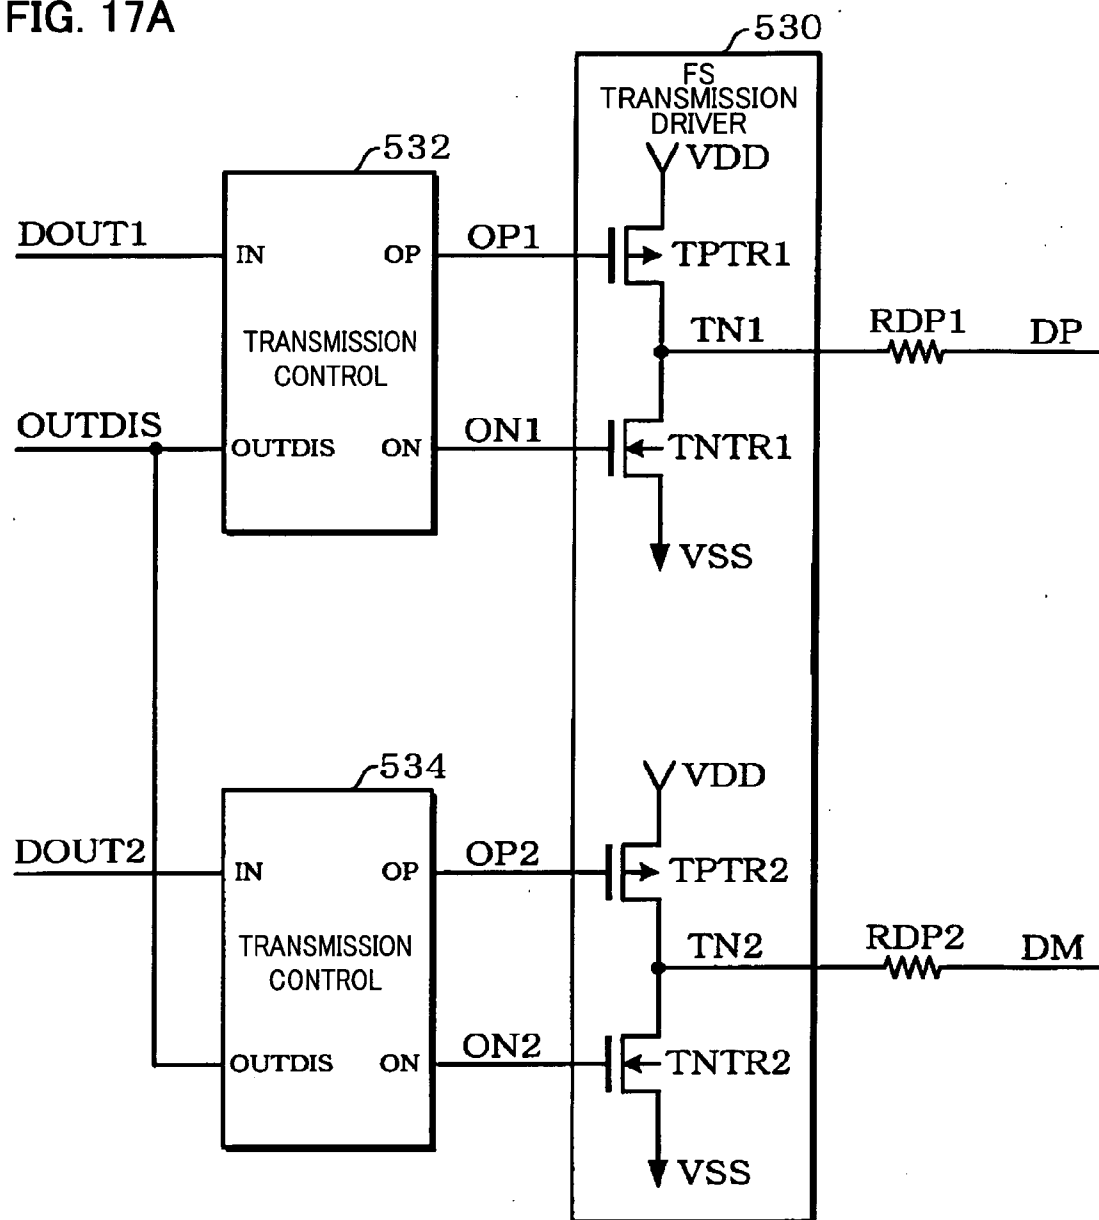 FIG. 17A
530
FS
TRANSMISSION
DRIVER
VDD
532
DOUT1
IN
OP
OP1
TPTR1
TRANSMISSION
CONTROL
TN1
RDP1
DP
OUTDIS
OUTDIS
ON
ON1
TNTR1
VSS
534
VDD
DOUT2
IN
OP
OP2
TPTR2
TRANSMISSION
CONTROL
TN2
RDP2
DM
OUTDIS
ON
ON2
TNTR2
VSS